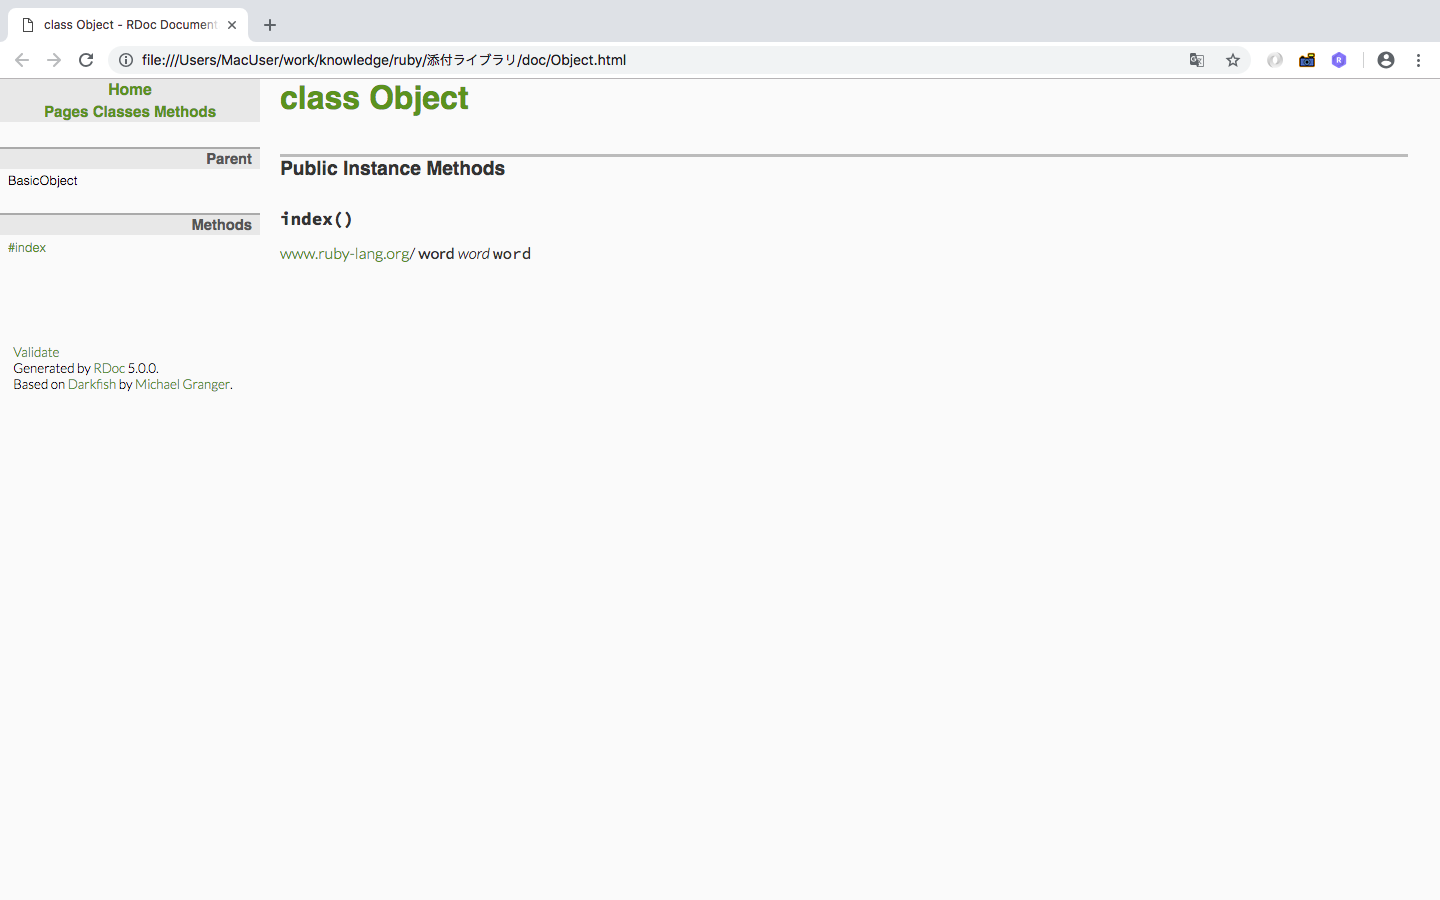 class Object - RDoc Document
file:///Users/MacUser/work/knowledge/ruby/添付ライブラリ/doc/Object.html
Home
Pages Classes Methods
Parent
BasicObject
Methods
#index
Validate
Generated by RDoc 5.0.0.
Based on Darkfish by Michael Granger.
class Object
Public Instance Methods
index()
www.ruby-lang.org/ word word word